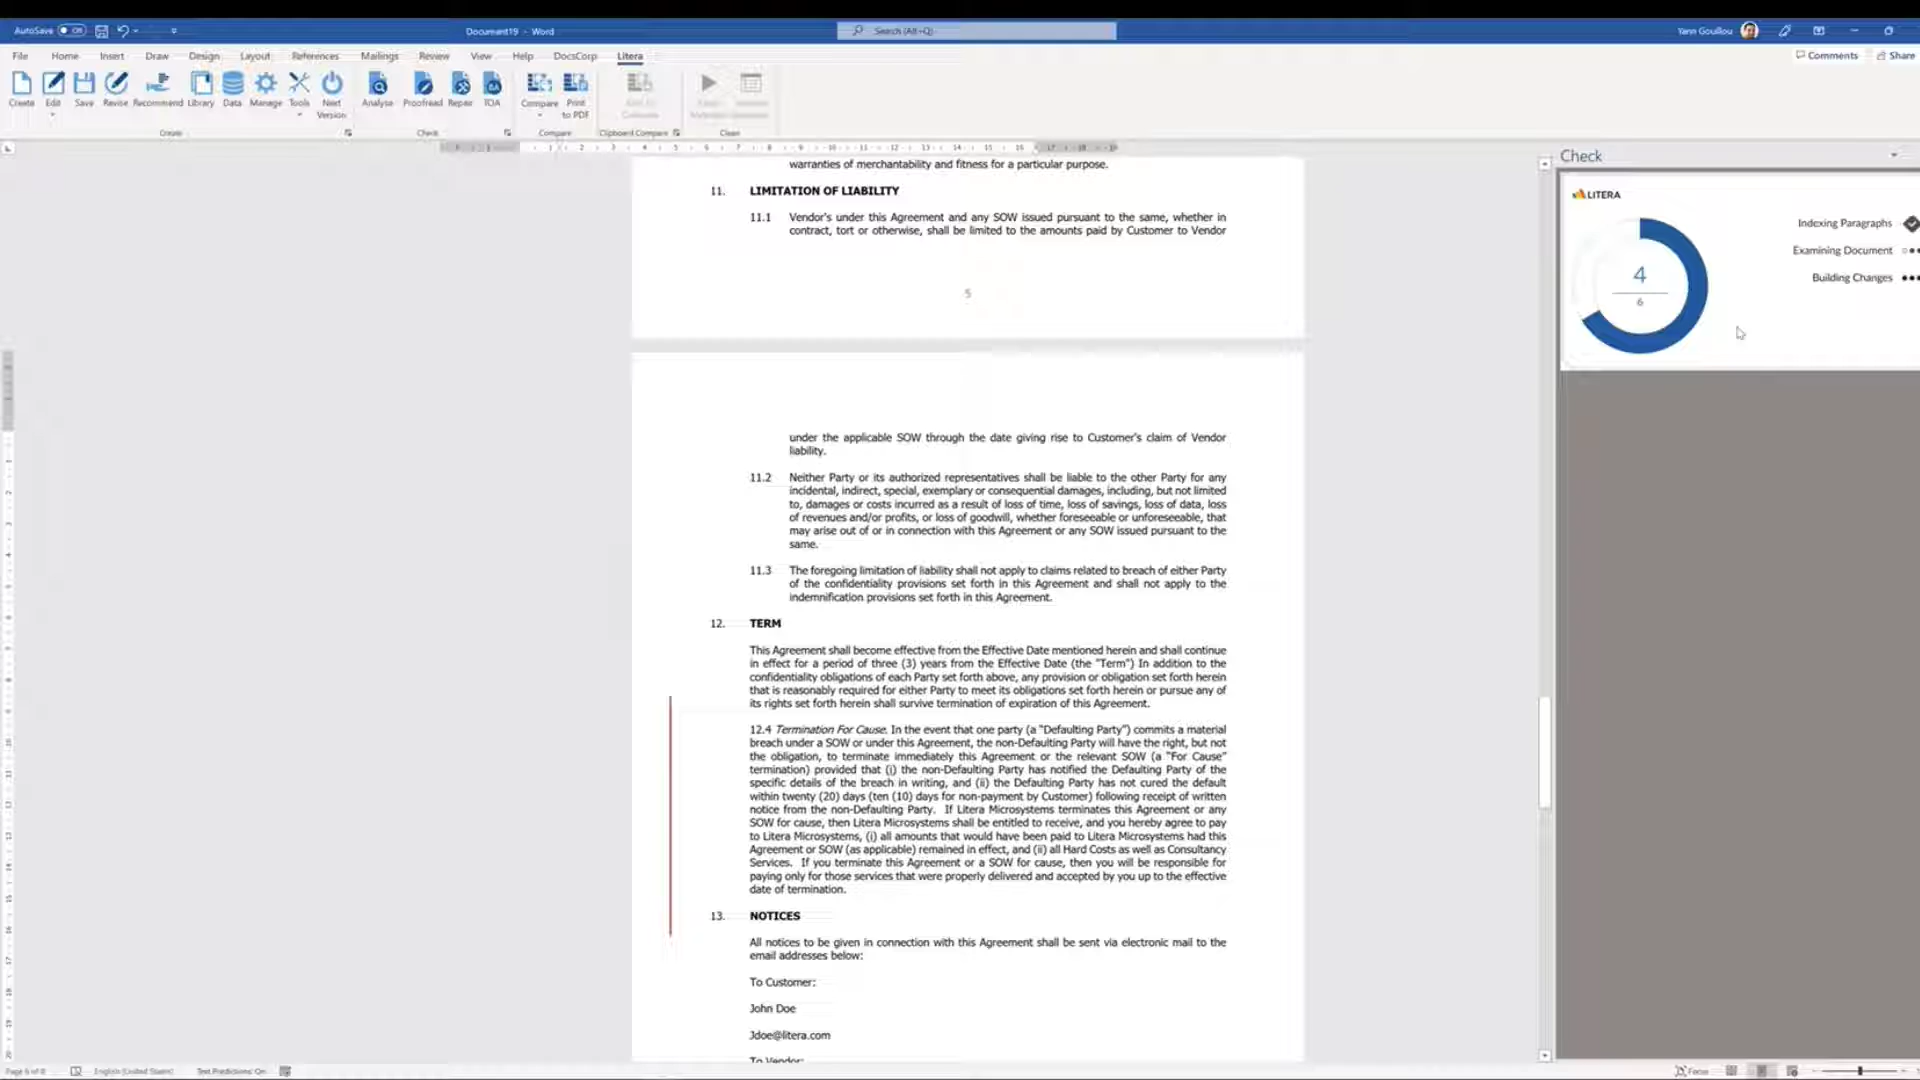 AutoSave Off
Document19 - Word
Search (Alt+Q)
Yann Gouillou
File Home Insert Draw Design Layout References Mailings Review View Help DocsCorp Litera
Comments Share
Create Edit Save Revise Recommend Library Data Manage Tools Next Version
Analyse Proofread Repair TOA
Compare Print to PDF
Create
Check
Compare
Clipboard Compare
Clean
warranties of merchantability and fitness for a particular purpose.
11. LIMITATION OF LIABILITY
11.1 Vendor's under this Agreement and any SOW issued pursuant to the same, whether in
contract, tort or otherwise, shall be limited to the amounts paid by Customer to Vendor
5
under the applicable SOW through the date giving rise to Customer's claim of Vendor
liability.
11.2 Neither Party or its authorized representatives shall be liable to the other Party for any
incidental, indirect, special, exemplary or consequential damages, including, but not limited
to, damages or costs incurred as a result of loss of time, loss of savings, loss of data, loss
of revenues and/or profits, or loss of goodwill, whether foreseeable or unforeseeable, that
may arise out of or in connection with this Agreement or any SOW issued pursuant to the
same.
11.3 The foregoing limitation of liability shall not apply to claims related to breach of either Party
of the confidentiality provisions set forth in this Agreement and shall not apply to the
indemnification provisions set forth in this Agreement.
12. TERM
This Agreement shall become effective from the Effective Date mentioned herein and shall continue
in effect for a period of three (3) years from the Effective Date (the "Term") In addition to the
confidentiality obligations of each Party set forth above, any provision or obligation set forth herein
that is reasonably required for either Party to meet its obligations set forth herein or pursue any of
its rights set forth herein shall survive termination of expiration of this Agreement.
12.4 Termination For Cause. In the event that one party (a "Defaulting Party") commits a material
breach under a SOW or under this Agreement, the non-Defaulting Party will have the right, but not
the obligation, to terminate immediately this Agreement or the relevant SOW (a "For Cause"
termination) provided that (i) the non-Defaulting Party has notified the Defaulting Party of the
specific details of the breach in writing, and (ii) the Defaulting Party has not cured the default
within twenty (20) days (ten (10) days for non-payment by Customer) following receipt of written
notice from the non-Defaulting Party. If Litera Microsystems terminates this Agreement or any
SOW for cause, then Litera Microsystems shall be entitled to receive, and you hereby agree to pay
to Litera Microsystems, (i) all amounts that would have been paid to Litera Microsystems had this
Agreement or SOW (as applicable) remained in effect, and (ii) all Hard Costs as well as Consultancy
Services. If you terminate this Agreement or a SOW for cause, then you will be responsible for
paying only for those services that were properly delivered and accepted by you up to the effective
date of termination.
13. NOTICES
All notices to be given in connection with this Agreement shall be sent via electronic mail to the
email addresses below:
To Customer:
John Doe
Jdoe@litera.com
To Vendor:
Check
LITERA
4
6
Indexing Paragraphs
Examining Document
Building Changes
Page 6 of 8
English (United States)
Text Predictions: On
Focus